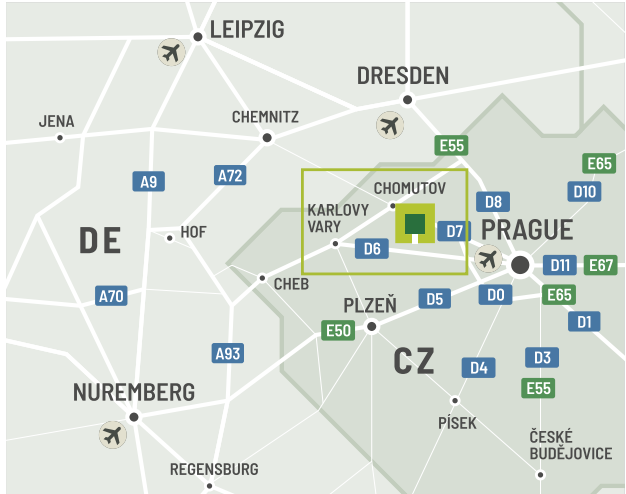 LEIPZIG
DRESDEN
JENA
CHEMNITZ
E55
E65
A9
A72
D10
CHOMUTOV
D8
KARLOVY
VARY
D7
PRAGUE
HOF
DE
D6
D11
E67
CHEB
A70
D5
D0
E65
PLZEŇ
E50
D1
A93
CZ
D4
D3
E55
NUREMBERG
PÍSEK
ČESKÉ
BUDĚJOVICE
REGENSBURG